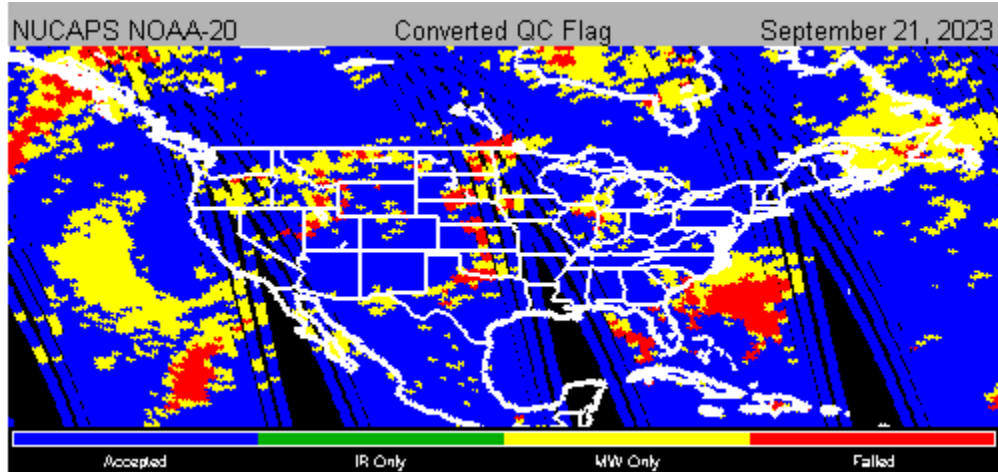 NUCAPS NOAA-20 Converted QC Flag September 21, 2023
Accepted IR Only MW Only Failed